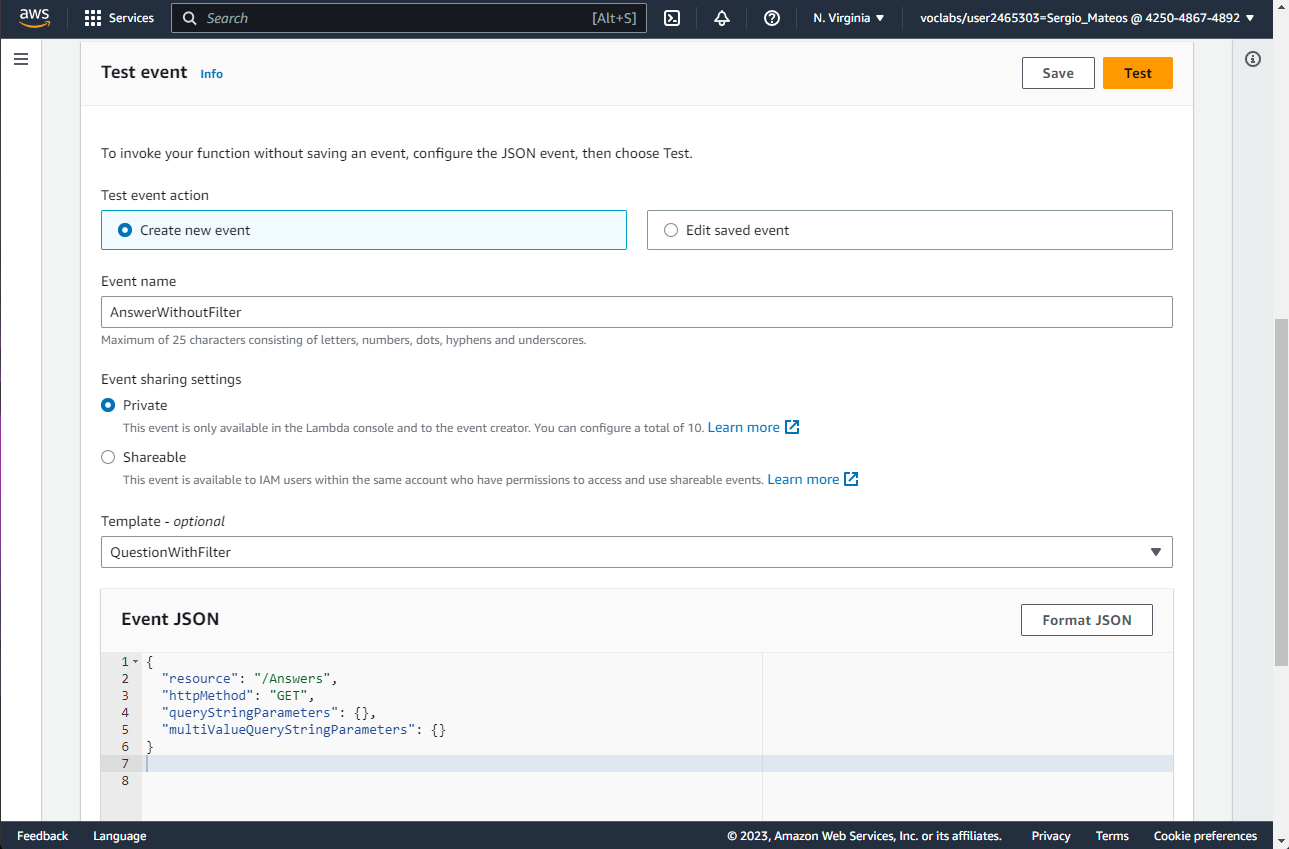 aws Services Search [Alt+S] N. Virginia voclabs/user2465303=Sergio_Mateos @ 4250-4867-4892
Test event Info Save Test
To invoke your function without saving an event, configure the JSON event, then choose Test.
Test event action
Create new event Edit saved event
Event name
AnswerWithoutFilter
Maximum of 25 characters consisting of letters, numbers, dots, hyphens and underscores.
Event sharing settings
Private
This event is only available in the Lambda console and to the event creator. You can configure a total of 10. Learn more
Shareable
This event is available to IAM users within the same account who have permissions to access and use shareable events. Learn more
Template - optional
QuestionWithFilter
Event JSON Format JSON
1 {
2 "resource": "/Answers",
3 "httpMethod": "GET",
4 "queryStringParameters": {},
5 "multiValueQueryStringParameters": {}
6 }
7
8
Feedback Language © 2023, Amazon Web Services, Inc. or its affiliates. Privacy Terms Cookie preferences